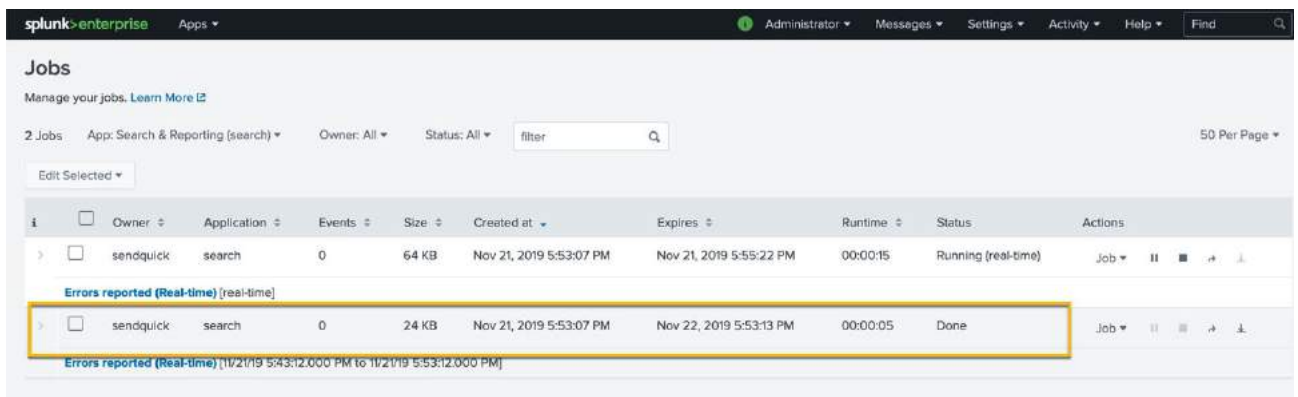 splunk>enterprise Apps Administrator Messages Settings Activity Help Find
Jobs
Manage your jobs. Learn More
2 Jobs App: Search & Reporting (search) Owner: All Status: All filter 50 Per Page
Edit Selected
i Owner Application Events Size Created at Expires Runtime Status Actions
sendquick search 0 64 KB Nov 21, 2019 5:53:07 PM Nov 21, 2019 5:55:22 PM 00:00:15 Running (real-time) Job
Errors reported (Real-time) [real-time]
sendquick search 0 24 KB Nov 21, 2019 5:53:07 PM Nov 22, 2019 5:53:13 PM 00:00:05 Done Job
Errors reported (Real-time) [11/21/19 5:43:12.000 PM to 11/21/19 5:53:12.000 PM]